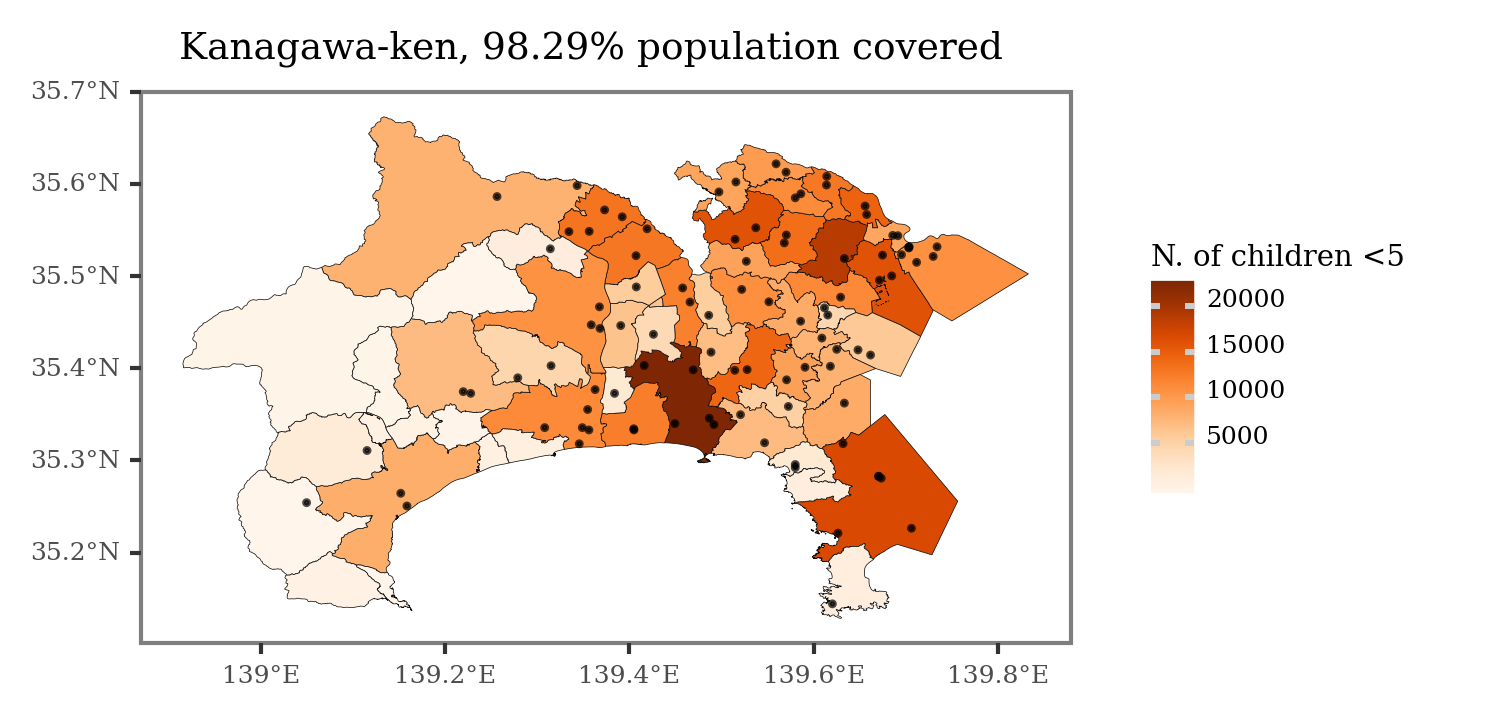 Kanagawa-ken, 98.29% population covered
35.7°N
35.6°N
35.5°N
35.4°N
35.3°N
35.2°N
139°E
139.2°E
139.4°E
139.6°E
139.8°E
N. of children <5
20000
15000
10000
5000